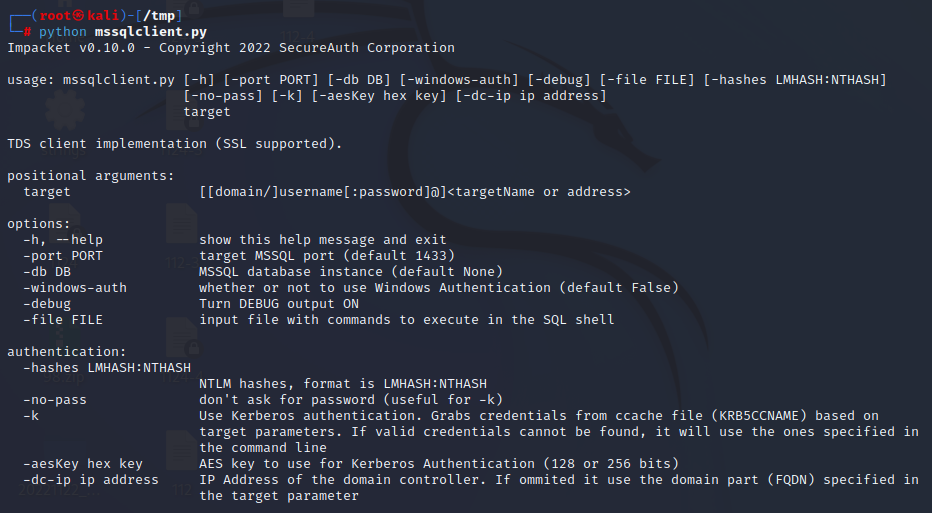 ┌──(root㉿kali)-[/tmp]
└─# python mssqlclient.py
Impacket v0.10.0 - Copyright 2022 SecureAuth Corporation
usage: mssqlclient.py [-h] [-port PORT] [-db DB] [-windows-auth] [-debug] [-file FILE] [-hashes LMHASH:NTHASH]
[-no-pass] [-k] [-aesKey hex key] [-dc-ip ip address]
target
TDS client implementation (SSL supported).
positional arguments:
target [[domain/]username[:password]@]<targetName or address>
options:
-h, --help show this help message and exit
-port PORT target MSSQL port (default 1433)
-db DB MSSQL database instance (default None)
-windows-auth whether or not to use Windows Authentication (default False)
-debug Turn DEBUG output ON
-file FILE input file with commands to execute in the SQL shell
authentication:
-hashes LMHASH:NTHASH
NTLM hashes, format is LMHASH:NTHASH
-no-pass don't ask for password (useful for -k)
-k Use Kerberos authentication. Grabs credentials from ccache file (KRB5CCNAME) based on
target parameters. If valid credentials cannot be found, it will use the ones specified in
the command line
-aesKey hex key AES key to use for Kerberos Authentication (128 or 256 bits)
-dc-ip ip address IP Address of the domain controller. If ommited it use the domain part (FQDN) specified in
the target parameter